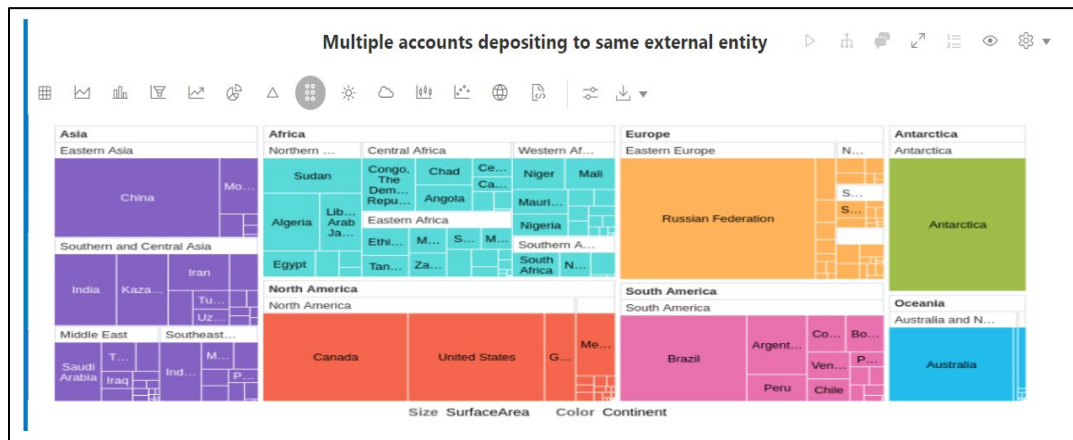 Multiple accounts depositing to same external entity
Asia
Eastern Asia
China
Mo...
Southern and Central Asia
India
Kaza...
Iran
Tu...
Uz...
Middle East
Southeast...
Saudi
Arabia
T...
Iraq
Ind...
M...
P...
Africa
Northern ...
Sudan
Algeria
Lib...
Arab
Ja...
Egypt
Central Africa
Congo,
The
Dem...
Repu...
Chad
Ce...
Ca...
Angola
Eastern Africa
Ethi...
M...
S...
M...
Tan...
Za...
Western Af...
Niger
Mali
Mauri...
Nigeria
Southern A...
South
Africa
N...
North America
North America
Canada
United States
G...
Me...
Europe
Eastern Europe
Russian Federation
N...
S...
S...
South America
South America
Brazil
Argent...
Peru
Co...
Bo...
Ven...
P...
Chile
Antarctica
Antarctica
Antarctica
Oceania
Australia and N...
Australia
Size SurfaceArea Color Continent